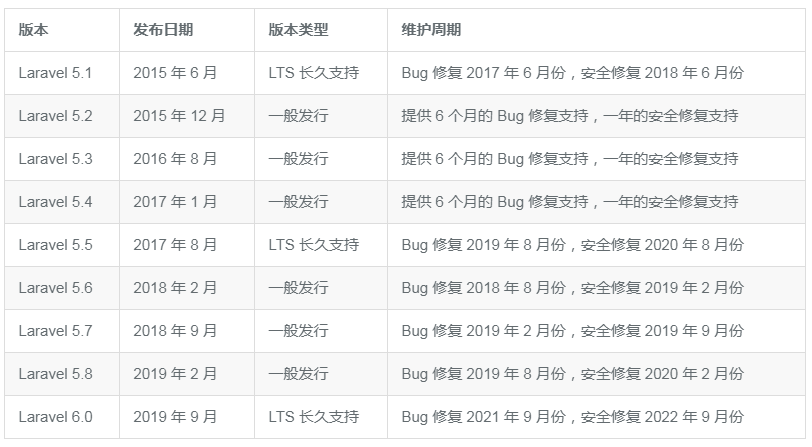 版本 发布日期 版本类型 维护周期
Laravel 5.1 2015 年 6 月 LTS 长久支持 Bug 修复 2017 年 6 月份，安全修复 2018 年 6 月份
Laravel 5.2 2015 年 12 月 一般发行 提供 6 个月的 Bug 修复支持，一年的安全修复支持
Laravel 5.3 2016 年 8 月 一般发行 提供 6 个月的 Bug 修复支持，一年的安全修复支持
Laravel 5.4 2017 年 1 月 一般发行 提供 6 个月的 Bug 修复支持，一年的安全修复支持
Laravel 5.5 2017 年 8 月 LTS 长久支持 Bug 修复 2019 年 8 月份，安全修复 2020 年 8 月份
Laravel 5.6 2018 年 2 月 一般发行 Bug 修复 2018 年 8 月份，安全修复 2019 年 2 月份
Laravel 5.7 2018 年 9 月 一般发行 Bug 修复 2019 年 2 月份，安全修复 2019 年 9 月份
Laravel 5.8 2019 年 2 月 一般发行 Bug 修复 2019 年 8 月份，安全修复 2020 年 2 月份
Laravel 6.0 2019 年 9 月 LTS 长久支持 Bug 修复 2021 年 9 月份，安全修复 2022 年 9 月份